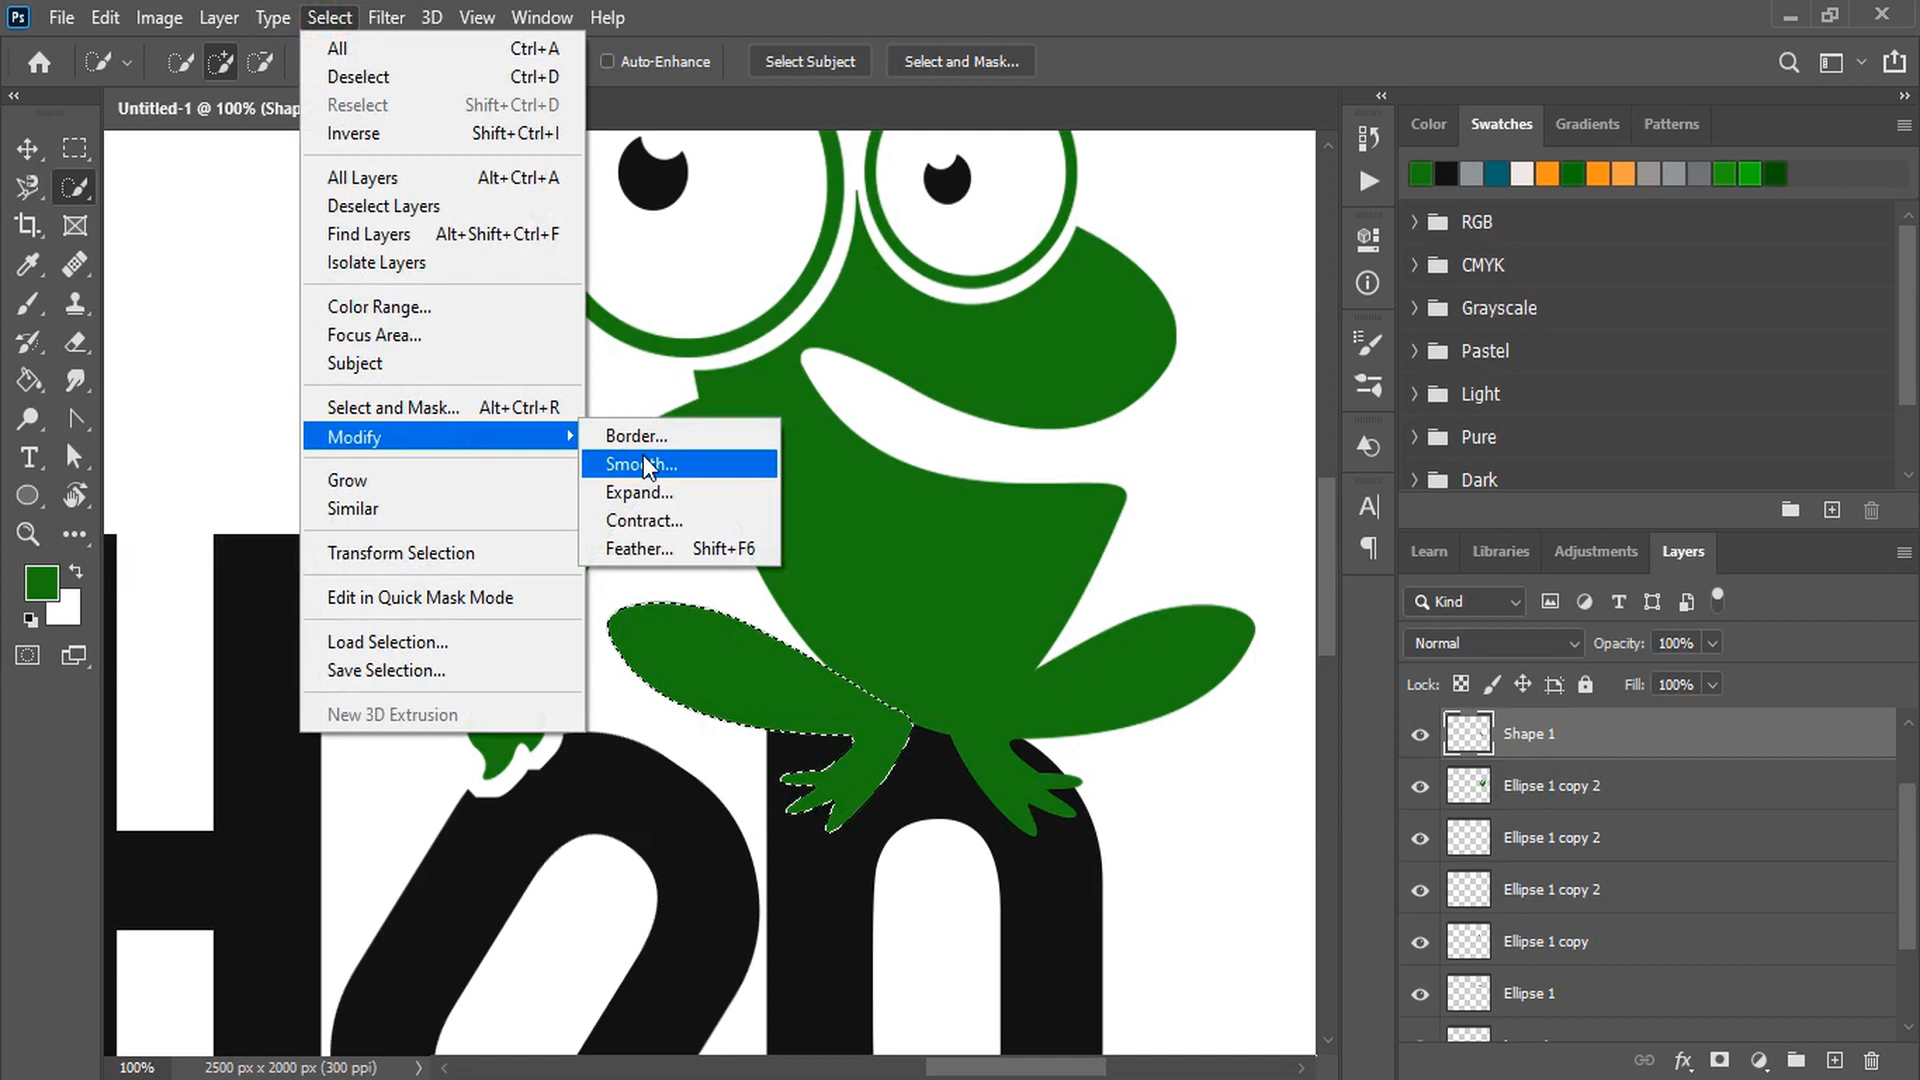 Ps File Edit Image Layer Type Select Filter 3D View Window Help
Auto-Enhance Select Subject Select and Mask...
Untitled-1 @ 100% (Shap
All Ctrl+A
Deselect Ctrl+D
Reselect Shift+Ctrl+D
Inverse Shift+Ctrl+I
All Layers Alt+Ctrl+A
Deselect Layers
Find Layers Alt+Shift+Ctrl+F
Isolate Layers
Color Range...
Focus Area...
Subject
Select and Mask... Alt+Ctrl+R
Modify
Grow
Similar
Transform Selection
Edit in Quick Mask Mode
Load Selection...
Save Selection...
New 3D Extrusion
Border...
Smooth...
Expand...
Contract...
Feather... Shift+F6
Color Swatches Gradients Patterns
RGB
CMYK
Grayscale
Pastel
Light
Pure
Dark
Learn Libraries Adjustments Layers
Kind
Normal Opacity: 100%
Lock: Fill: 100%
Shape 1
Ellipse 1 copy 2
Ellipse 1 copy 2
Ellipse 1 copy 2
Ellipse 1 copy
Ellipse 1
100% 2500 px x 2000 px (300 ppi)